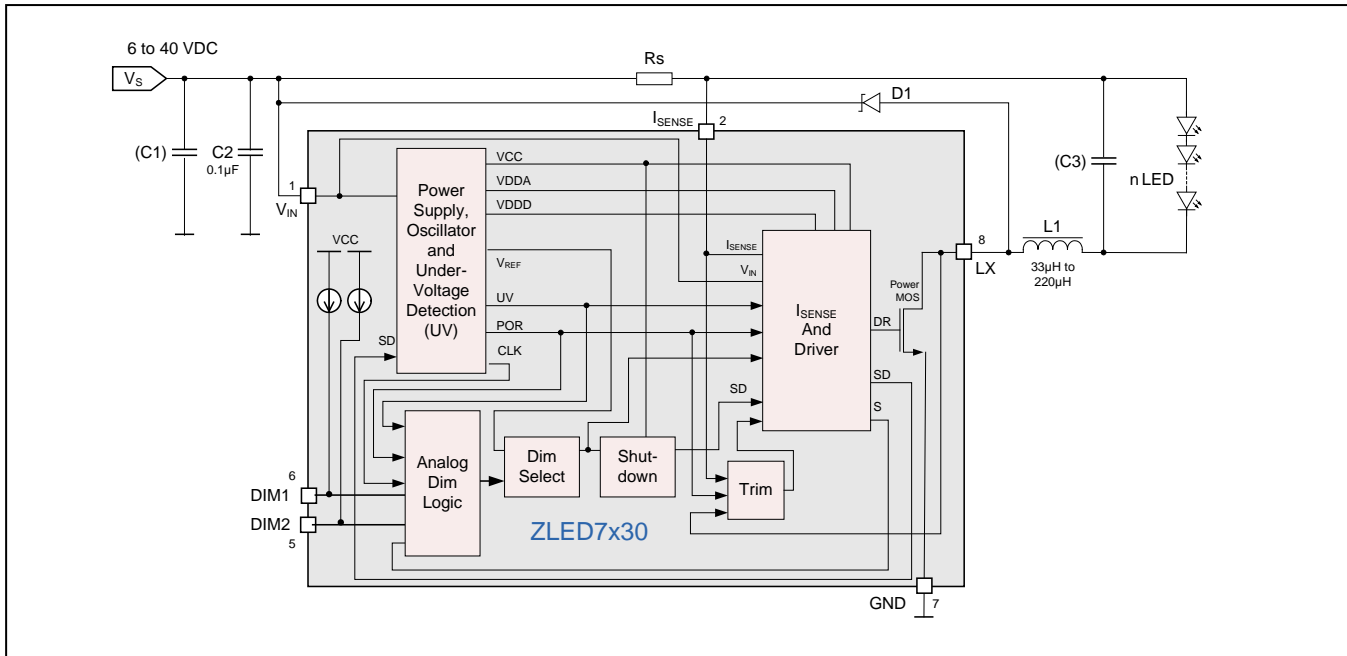 6 to 40 VDC
VS
Rs
D1
ISENSE
2
(C1)
C2
0.1µF
(C3)
n LED
1
VIN
VCC
Power
Supply,
Oscillator
and
Under-
Voltage
Detection
(UV)
VCC
VDDA
VDDD
VREF
UV
POR
CLK
SD
ISENSE
VIN
ISENSE
And
Driver
SD
DR
SD
S
Power
MOS
8
LX
L1
33µH to
220µH
6
DIM1
DIM2
5
Analog
Dim
Logic
Dim
Select
Shut-
down
Trim
ZLED7x30
GND
7